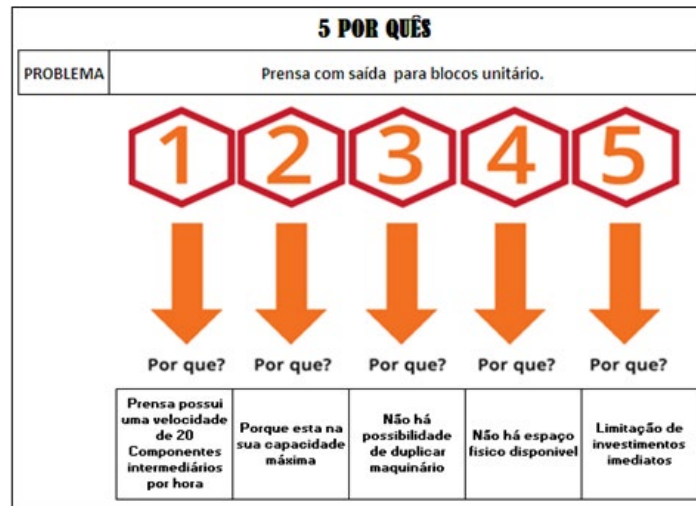 5 POR QUÊS
PROBLEMA
Prensa com saída para blocos unitário.
1 2 3 4 5
Por que? Por que? Por que? Por que? Por que?
Prensa possui
uma velocidade
de 20
Componentes
intermediários
por hora
Porque esta na
sua capacidade
máxima
Não há
possibilidade
de duplicar
maquinário
Não há espaço
fisico disponivel
Limitação de
investimentos
imediatos